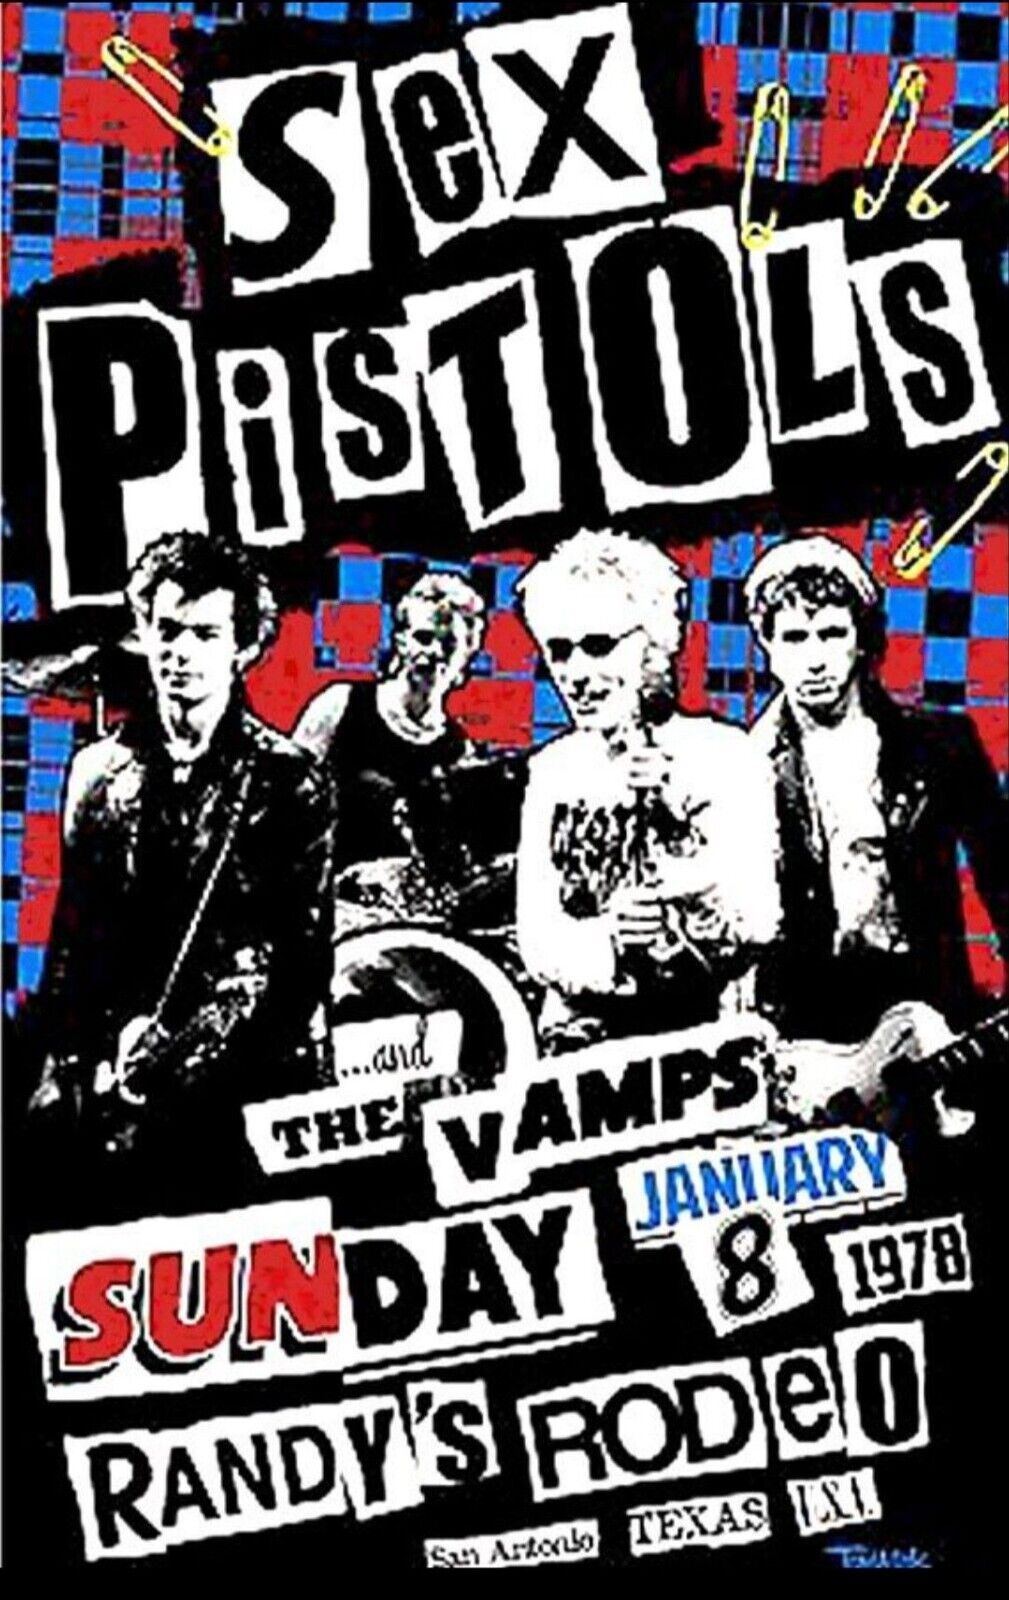 Sex
PiSTOLS
...and
THE VAMPS
SUNDAY JANUARY 8 1978
RANDY'S RODeO
San Antonio TEXAS